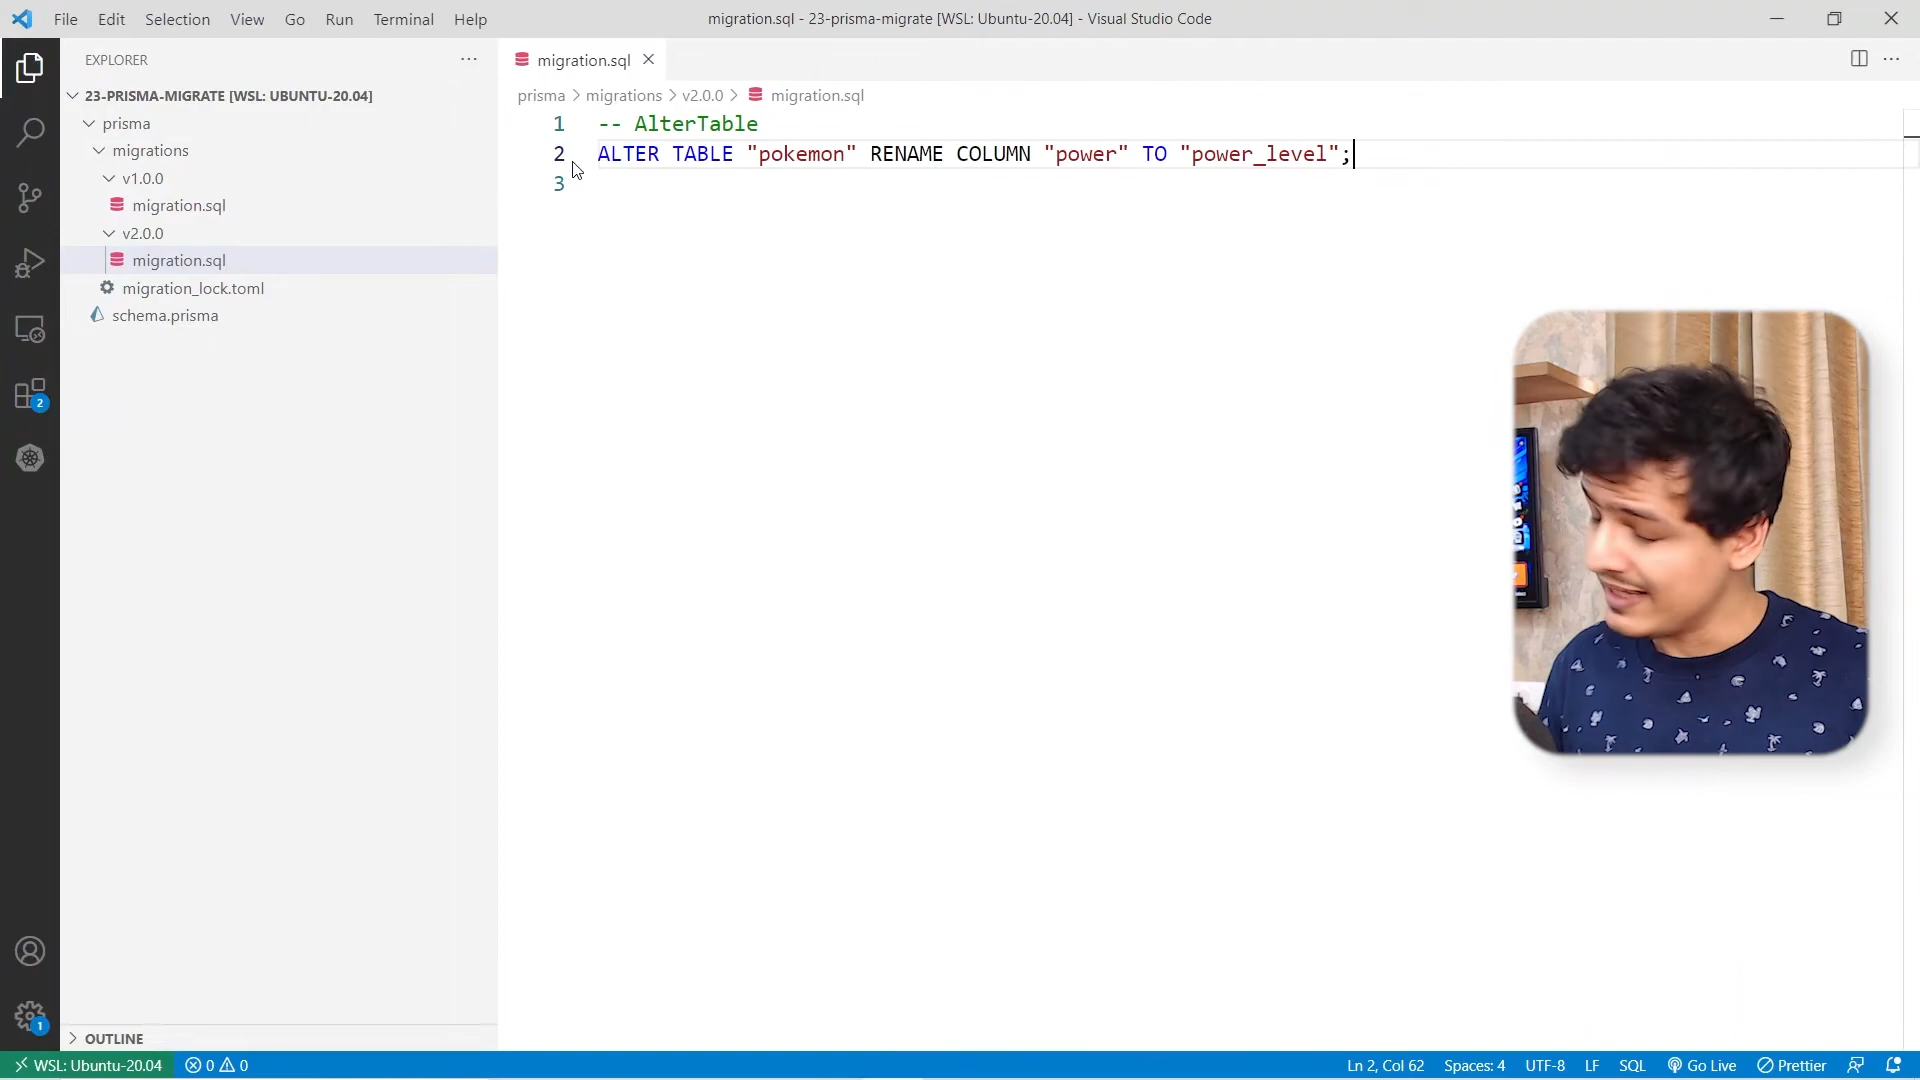 File Edit Selection View Go Run Terminal Help
migration.sql - 23-prisma-migrate [WSL: Ubuntu-20.04] - Visual Studio Code
EXPLORER
23-PRISMA-MIGRATE [WSL: UBUNTU-20.04]
prisma
migrations
v1.0.0
migration.sql
v2.0.0
migration.sql
migration_lock.toml
schema.prisma
OUTLINE
migration.sql
prisma > migrations > v2.0.0 > migration.sql
1 -- AlterTable
2 ALTER TABLE "pokemon" RENAME COLUMN "power" TO "power_level";
3
2
1
WSL: Ubuntu-20.04 0 0 Ln 2, Col 62 Spaces: 4 UTF-8 LF SQL Go Live Prettier